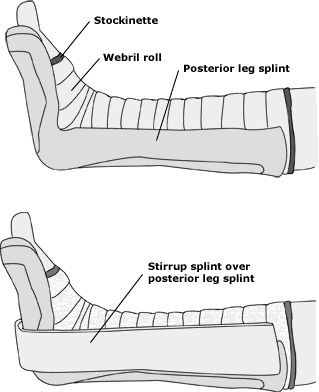 Stockinette
Webril roll
Posterior leg splint
Stirrup splint over
posterior leg splint